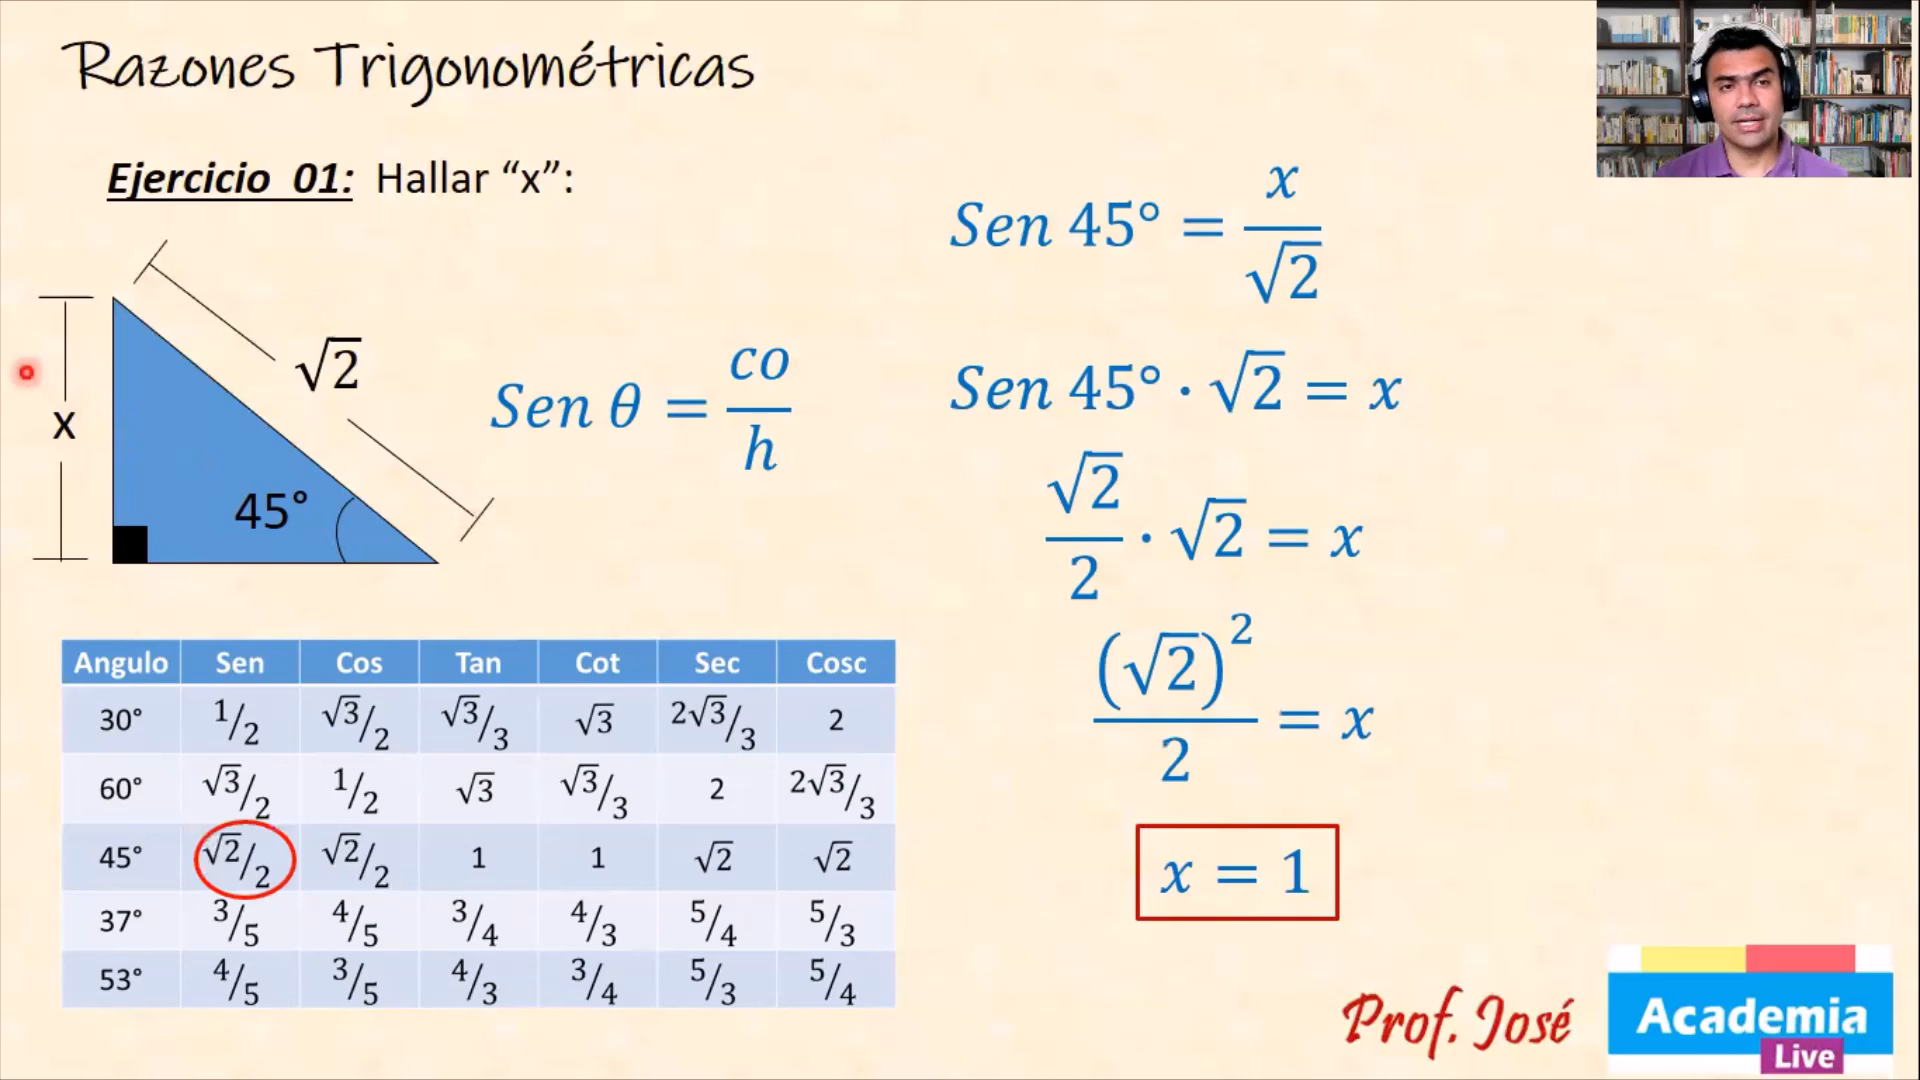 Razones Trigonométricas
Ejercicio 01: Hallar “x”:
√2
x
45°
Sen θ = co/h
Sen 45° = x/√2
Sen 45° · √2 = x
√2/2 · √2 = x
(√2)²/2 = x
x = 1
Angulo Sen Cos Tan Cot Sec Cosc
30° 1/2 √3/2 √3/3 √3 2√3/3 2
60° √3/2 1/2 √3 √3/3 2 2√3/3
45° √2/2 √2/2 1 1 √2 √2
37° 3/5 4/5 3/4 4/3 5/4 5/3
53° 4/5 3/5 4/3 3/4 5/3 5/4
Prof. José
Academia
Live